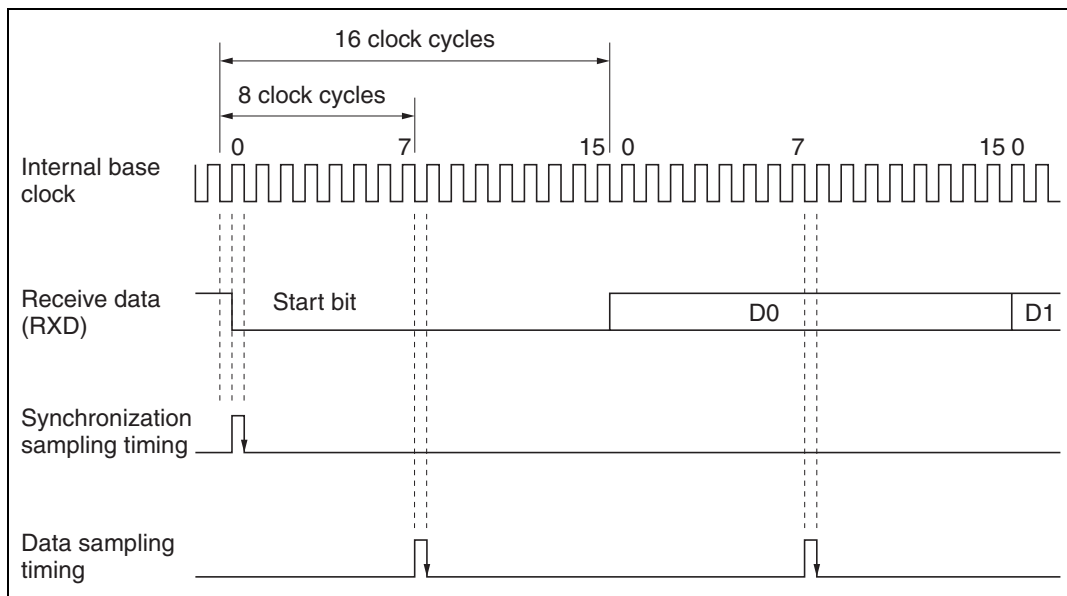 16 clock cycles
8 clock cycles
0 7 15 0 7 15 0
Internal base
clock
Receive data
(RXD)
Start bit
D0
D1
Synchronization
sampling timing
Data sampling
timing